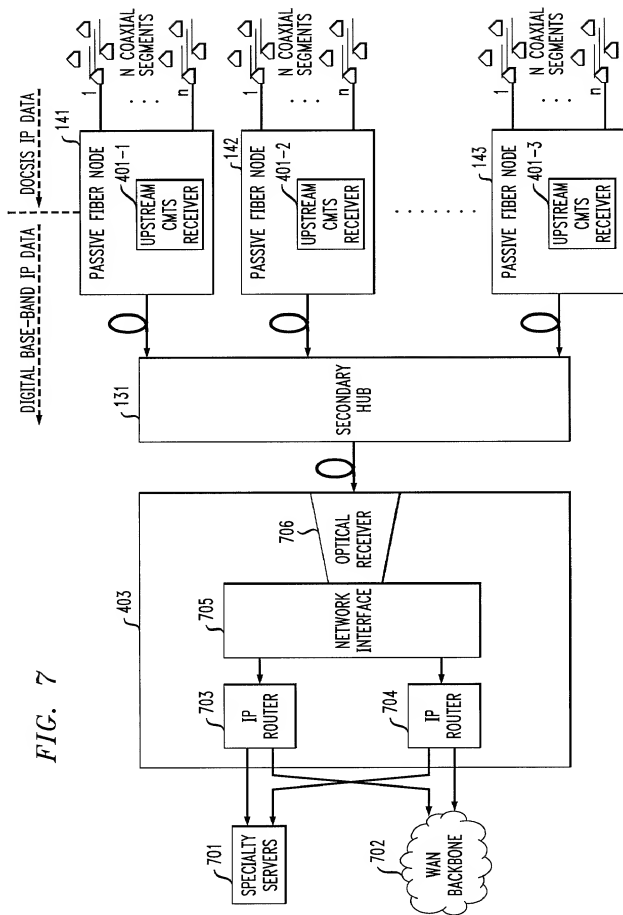 FIG. 7
DIGITAL BASE-BAND IP DATA
DOCSIS IP DATA
701
SPECIALTY
SERVERS
702
WAN
BACKBONE
403
703
IP
ROUTER
704
IP
ROUTER
705
NETWORK
INTERFACE
706
OPTICAL
RECEIVER
131
SECONDARY
HUB
141
PASSIVE FIBER NODE
401-1
UPSTREAM
CMTS
RECEIVER
1
n
N COAXIAL
SEGMENTS
142
PASSIVE FIBER NODE
401-2
UPSTREAM
CMTS
RECEIVER
1
n
N COAXIAL
SEGMENTS
143
PASSIVE FIBER NODE
401-3
UPSTREAM
CMTS
RECEIVER
1
n
N COAXIAL
SEGMENTS